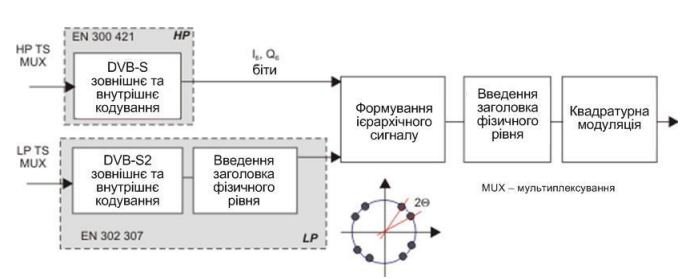 EN 300 421
HP
HP TS
MUX
DVB-S
зовнішнє та
внутрішнє
кодування
I₆, Q₆
біти
Формування
ієрархічного
сигналу
Введення
заголовка
фізичного
рівня
Квадратурна
модуляція
LP TS
MUX
DVB-S2
зовнішнє та
внутрішнє
кодування
Введення
заголовка
фізичного
рівня
EN 302 307
LP
2Θ
MUX – мультиплексування